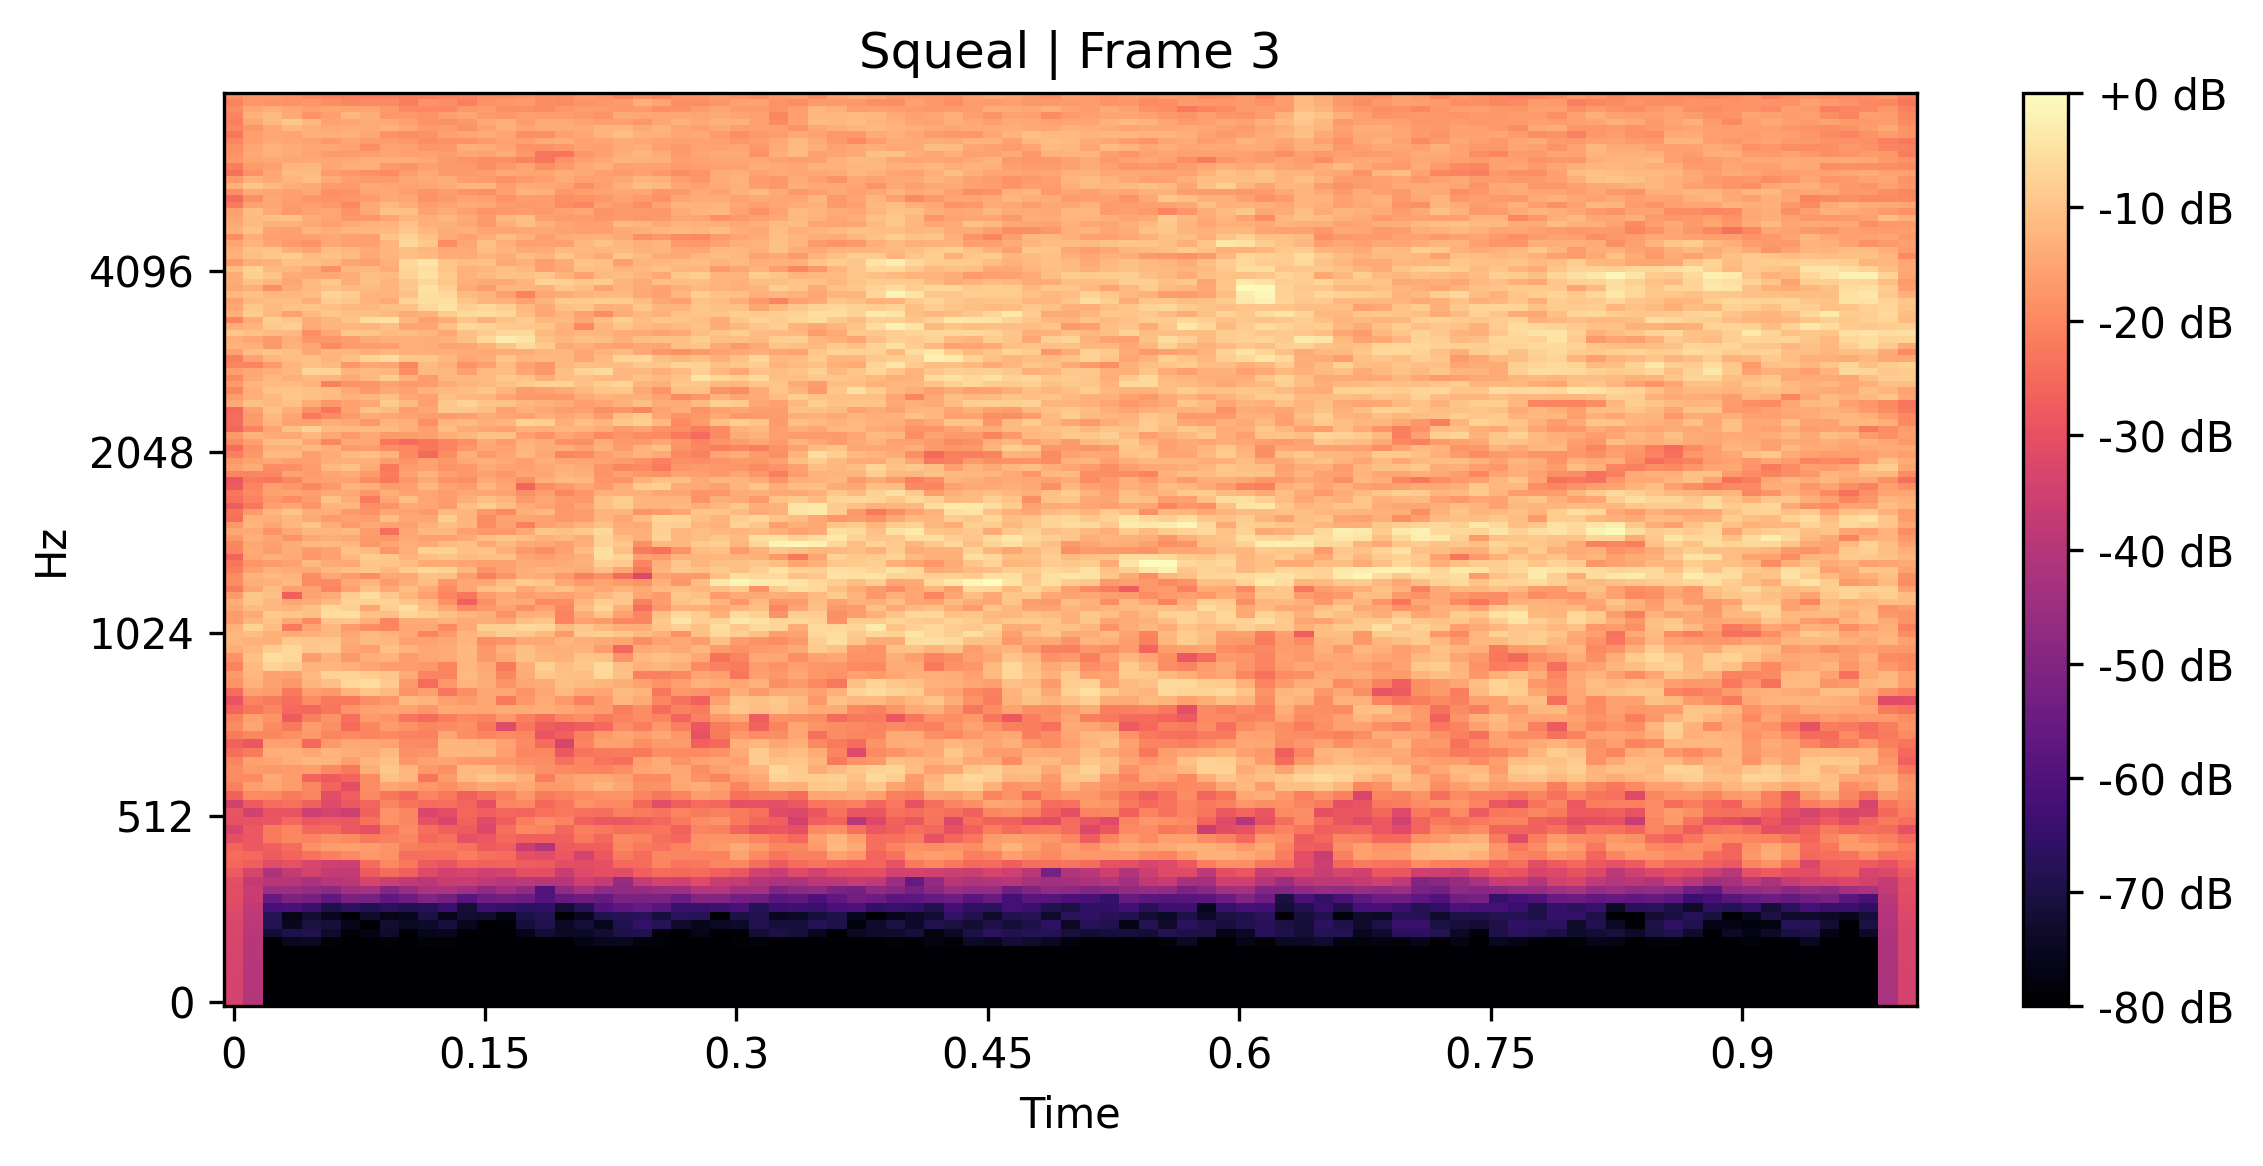 Squeal | Frame 3
+0 dB
-10 dB
-20 dB
-30 dB
-40 dB
-50 dB
-60 dB
-70 dB
-80 dB
Hz
4096
2048
1024
512
0
0 0.15 0.3 0.45 0.6 0.75 0.9
Time